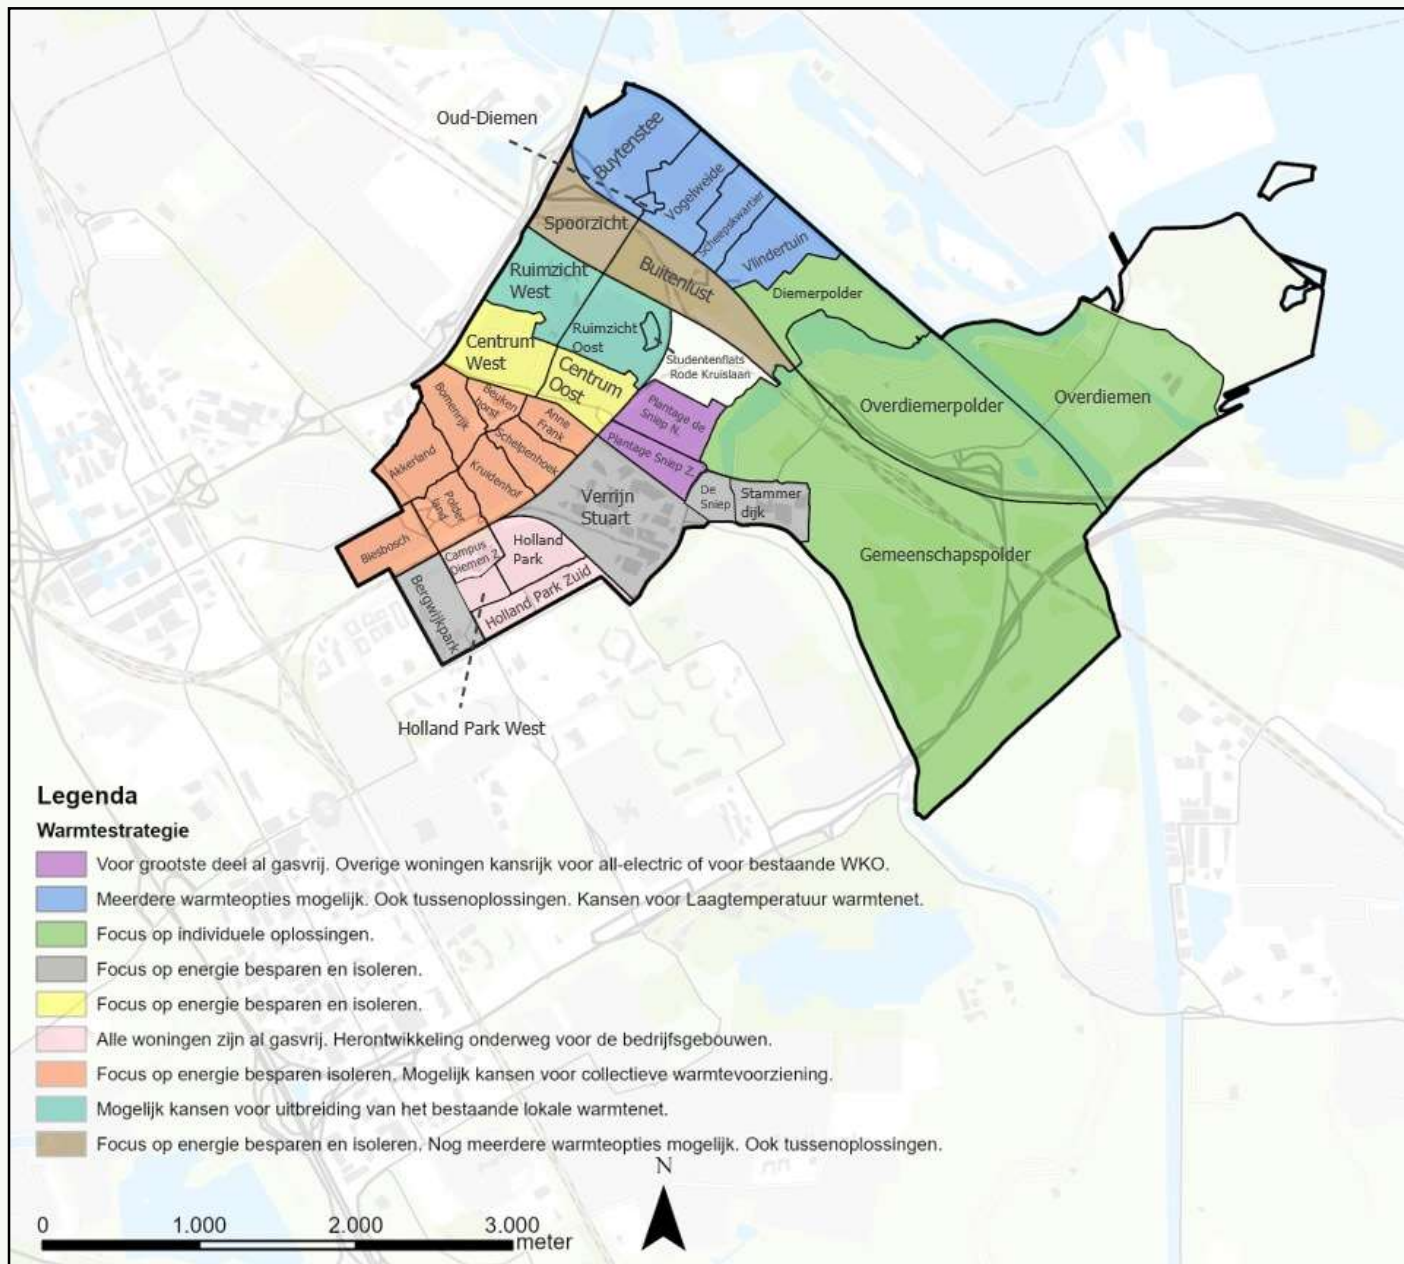 Oud-Diemen
Buytenstee
Vogelweide
Scheepskwartier
Vlindertuin
Spoorzicht
Buitenlust
Diemerpolder
Ruimzicht
West
Ruimzicht
Oost
Studentenflats
Rode Kruislaan
Centrum
West
Centrum
Oost
Overdiemerpolder
Overdiemen
Plantage de
Sniep N.
Plantage Sniep Z.
Bomenrijk
Beuken
horst
Anne
Frank
Schelpenhoek
Akkerland
Kruidenhof
Polder
land
Biesbosch
Verrijn
Stuart
De
Sniep
Stammer
dijk
Gemeenschapspolder
Campus
Diemen Z.
Holland
Park
Holland Park Zuid
Bergwijkpark
Holland Park West
Legenda
Warmtestrategie
Voor grootste deel al gasvrij. Overige woningen kansrijk voor all-electric of voor bestaande WKO.
Meerdere warmteopties mogelijk. Ook tussenoplossingen. Kansen voor Laagtemperatuur warmtenet.
Focus op individuele oplossingen.
Focus op energie besparen en isoleren.
Focus op energie besparen en isoleren.
Alle woningen zijn al gasvrij. Herontwikkeling onderweg voor de bedrijfsgebouwen.
Focus op energie besparen isoleren. Mogelijk kansen voor collectieve warmtevoorziening.
Mogelijk kansen voor uitbreiding van het bestaande lokale warmtenet.
Focus op energie besparen en isoleren. Nog meerdere warmteopties mogelijk. Ook tussenoplossingen.
N
0 1.000 2.000 3.000
meter